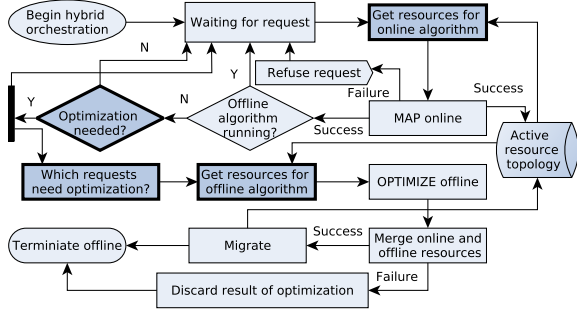 Begin hybrid
orchestration
Waiting for request
Get resources for
online algorithm
N
Refuse request
Y
Failure
Success
Y
Optimization
needed?
N
Offline
algorithm
running?
MAP online
Success
Active
resource
topology
Which requests
need optimization?
Get resources for
offline algorithm
OPTIMIZE offline
Terminiate offline
Migrate
Success
Merge online and
offline resources
Failure
Discard result of optimization